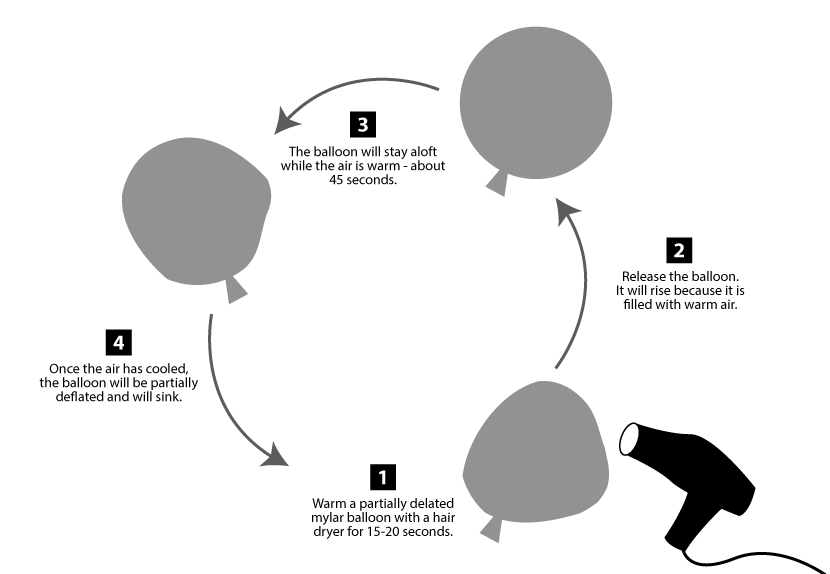 3
The balloon will stay aloft
while the air is warm - about
45 seconds.
2
Release the balloon.
It will rise because it is
filled with warm air.
4
Once the air has cooled,
the balloon will be partially
deflated and will sink.
1
Warm a partially delated
mylar balloon with a hair
dryer for 15-20 seconds.